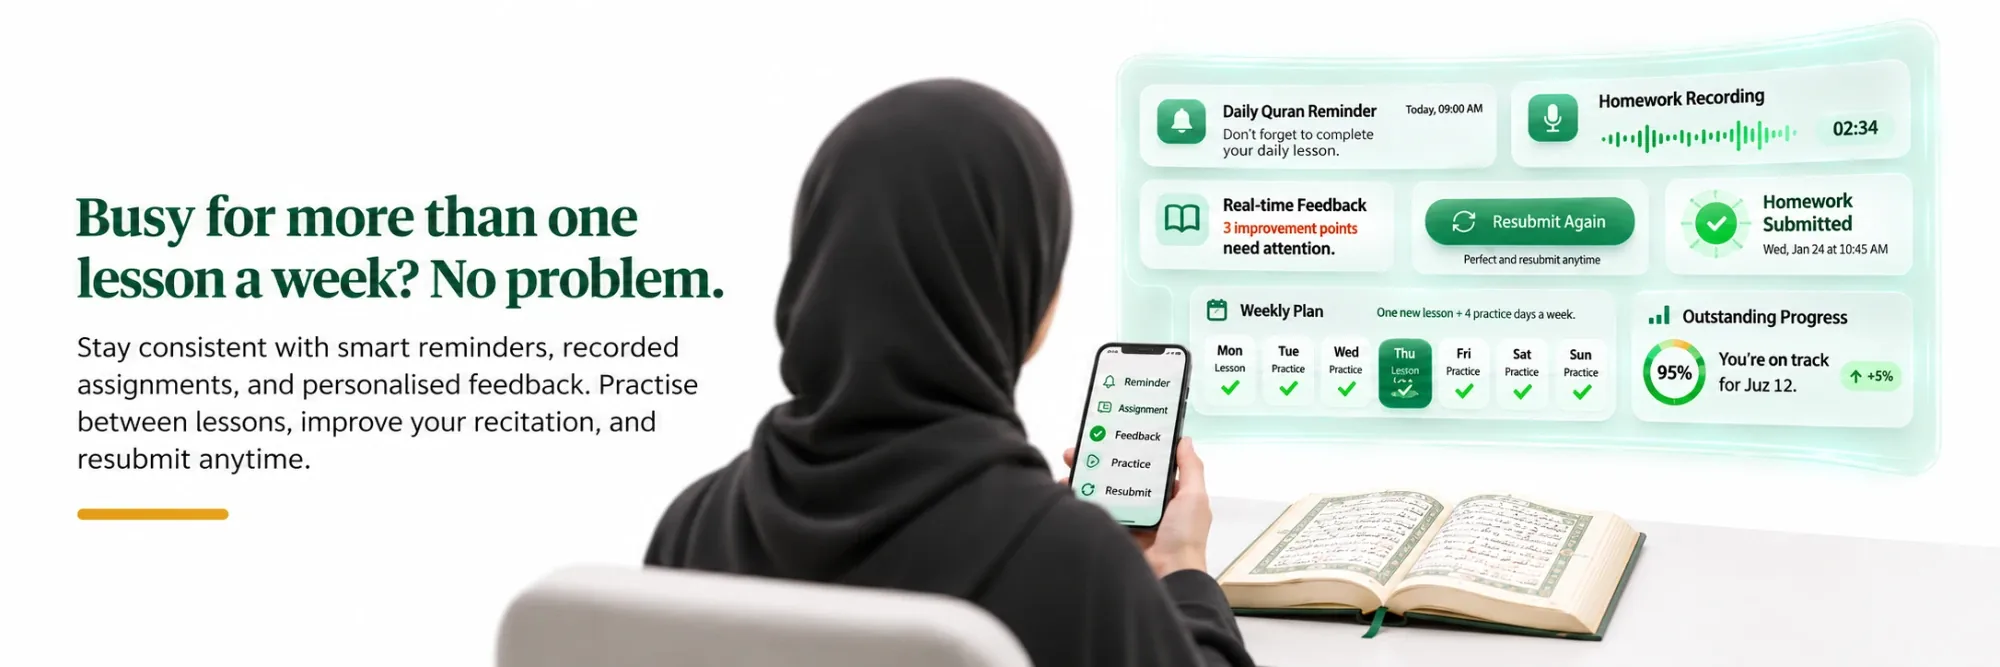 Busy for more than one
lesson a week? No problem.
Stay consistent with smart reminders, recorded
assignments, and personalised feedback. Practise
between lessons, improve your recitation, and
resubmit anytime.
Daily Quran Reminder
Today, 09:00 AM
Don't forget to complete
your daily lesson.
Homework Recording
02:34
Real-time Feedback
3 improvement points
need attention.
Resubmit Again
Perfect and resubmit anytime
Homework
Submitted
Wed, Jan 24 at 10:45 AM
Weekly Plan
One new lesson + 4 practice days a week.
Mon
Lesson
Tue
Practice
Wed
Practice
Thu
Fri
Practice
Sat
Practice
Sun
Practice
Outstanding Progress
95%
You're on track
for Juz 12.
+5%
Reminder
Assignment
Feedback
Practice
Resubmit